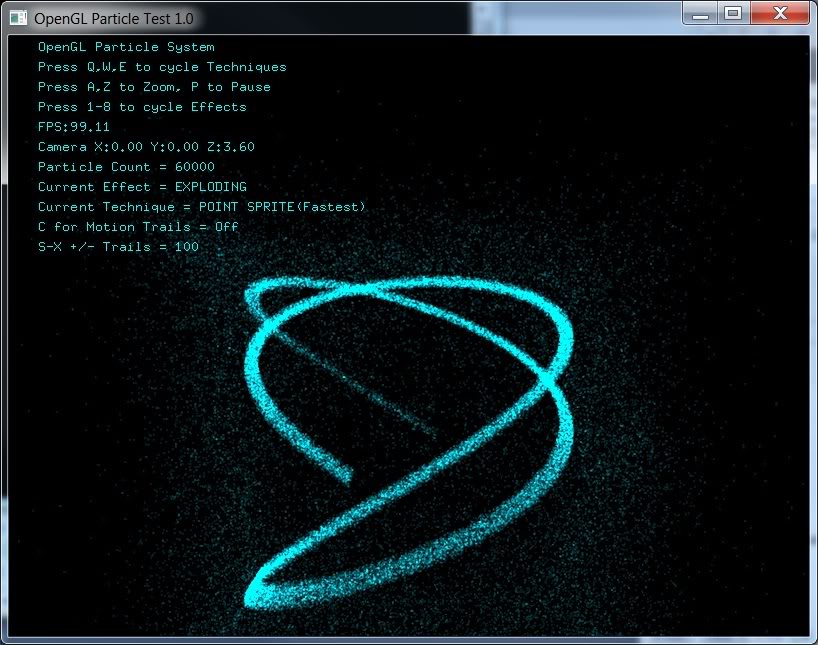 OpenGL Particle Test 1.0
OpenGL Particle System
Press Q,W,E to cycle Techniques
Press A,Z to Zoom, P to Pause
Press 1-8 to cycle Effects
FPS:99.11
Camera X:0.00 Y:0.00 Z:3.60
Particle Count = 60000
Current Effect = EXPLODING
Current Technique = POINT SPRITE(Fastest)
C for Motion Trails = Off
S-X +/- Trails = 100